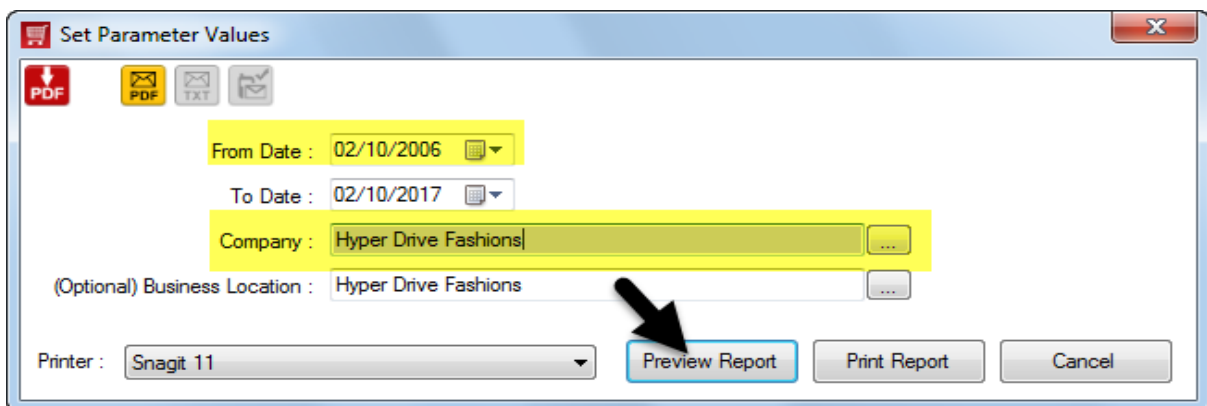 Set Parameter Values
PDF PDF TXT
From Date : 02/10/2006
To Date : 02/10/2017
Company : Hyper Drive Fashions ...
(Optional) Business Location : Hyper Drive Fashions ...
Printer : Snagit 11 Preview Report Print Report Cancel